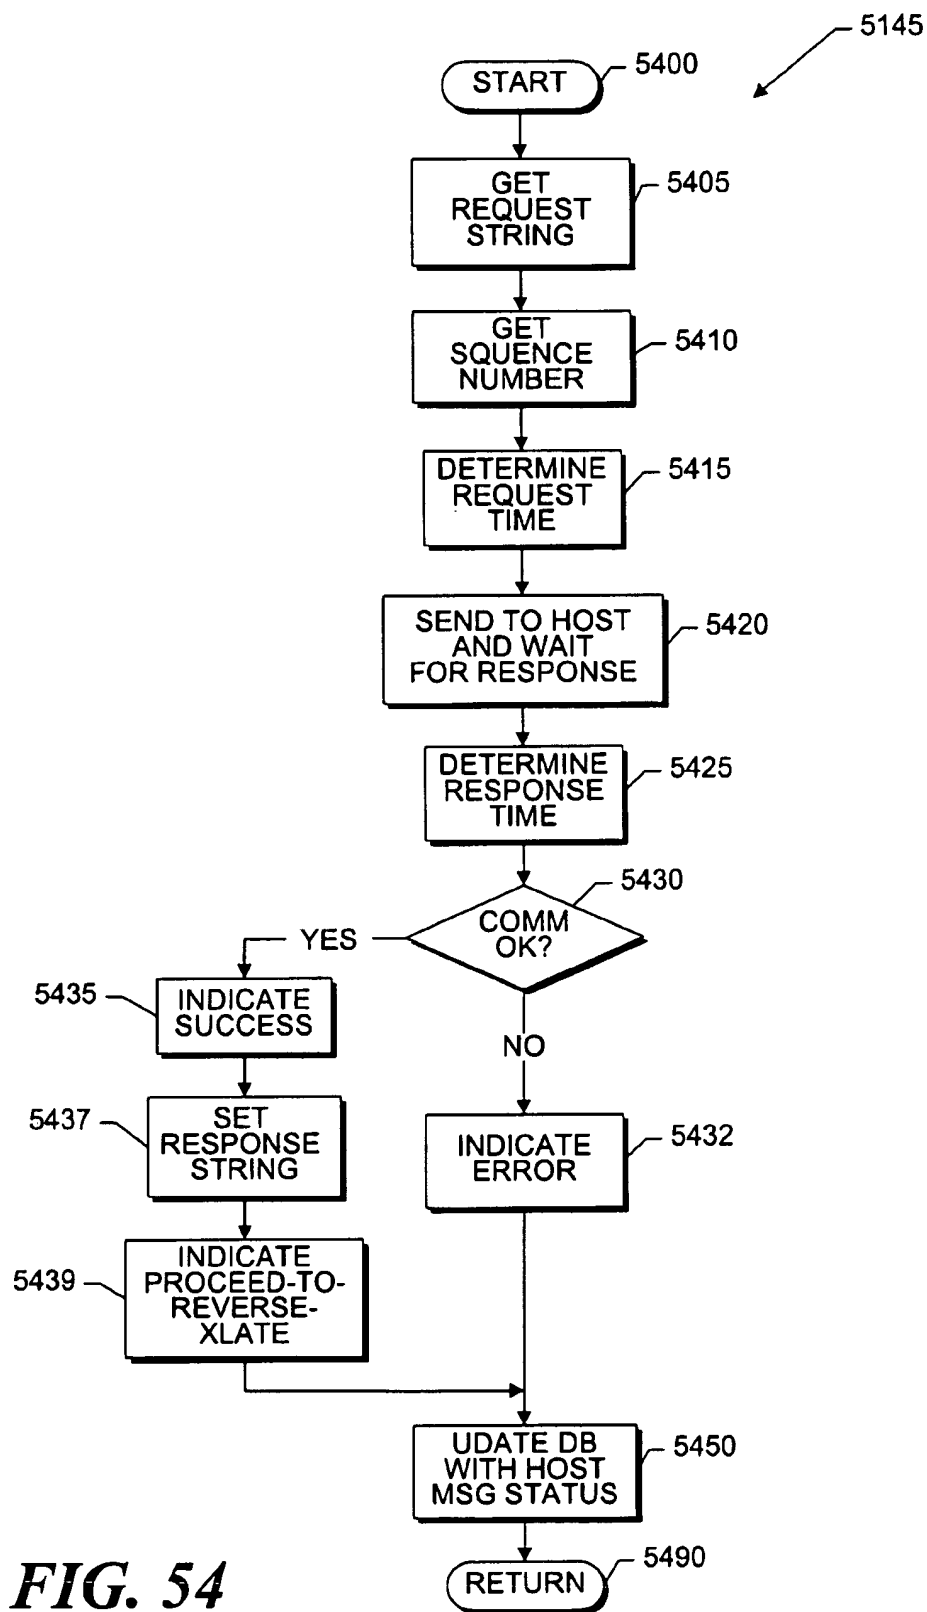 5145
START
5400
GET
REQUEST
STRING
5405
GET
SQUENCE
NUMBER
5410
DETERMINE
REQUEST
TIME
5415
SEND TO HOST
AND WAIT
FOR RESPONSE
5420
DETERMINE
RESPONSE
TIME
5425
COMM
OK?
5430
YES
NO
5435
INDICATE
SUCCESS
5437
SET
RESPONSE
STRING
INDICATE
ERROR
5432
5439
INDICATE
PROCEED-TO-
REVERSE-
XLATE
UDATE DB
WITH HOST
MSG STATUS
5450
RETURN
5490
FIG. 54